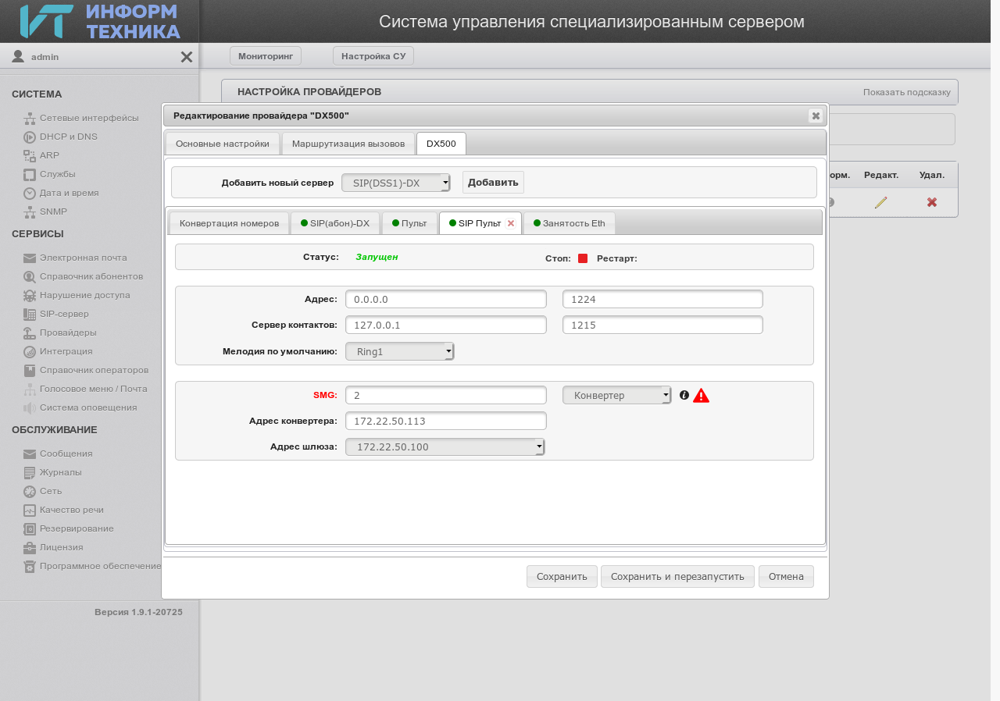 ИНФОРМ
ТЕХНИКА
Система управления специализированным сервером
admin
Мониторинг
Настройка СУ
СИСТЕМА
Сетевые интерфейсы
DHCP и DNS
ARP
Службы
Дата и время
SNMP
СЕРВИСЫ
Электронная почта
Справочник абонентов
Нарушение доступа
SIP-сервер
Провайдеры
Интеграция
Справочник операторов
Голосовое меню / Почта
Система оповещения
ОБСЛУЖИВАНИЕ
Сообщения
Журналы
Сеть
Качество речи
Резервирование
Лицензия
Программное обеспечение
Версия 1.9.1-20725
НАСТРОЙКА ПРОВАЙДЕРОВ
Показать подсказку
орм. Редакт. Удал.
Редактирование провайдера "DX500"
Основные настройки Маршрутизация вызовов DX500
Добавить новый сервер SIP(DSS1)-DX Добавить
Конвертация номеров SIP(абон)-DX Пульт SIP Пульт Занятость Eth
Статус: Запущен Стоп: Рестарт:
Адрес: 0.0.0.0 1224
Сервер контактов: 127.0.0.1 1215
Мелодия по умолчанию: Ring1
SMG: 2 Конвертер
Адрес конвертера: 172.22.50.113
Адрес шлюза: 172.22.50.100
Сохранить Сохранить и перезапустить Отмена